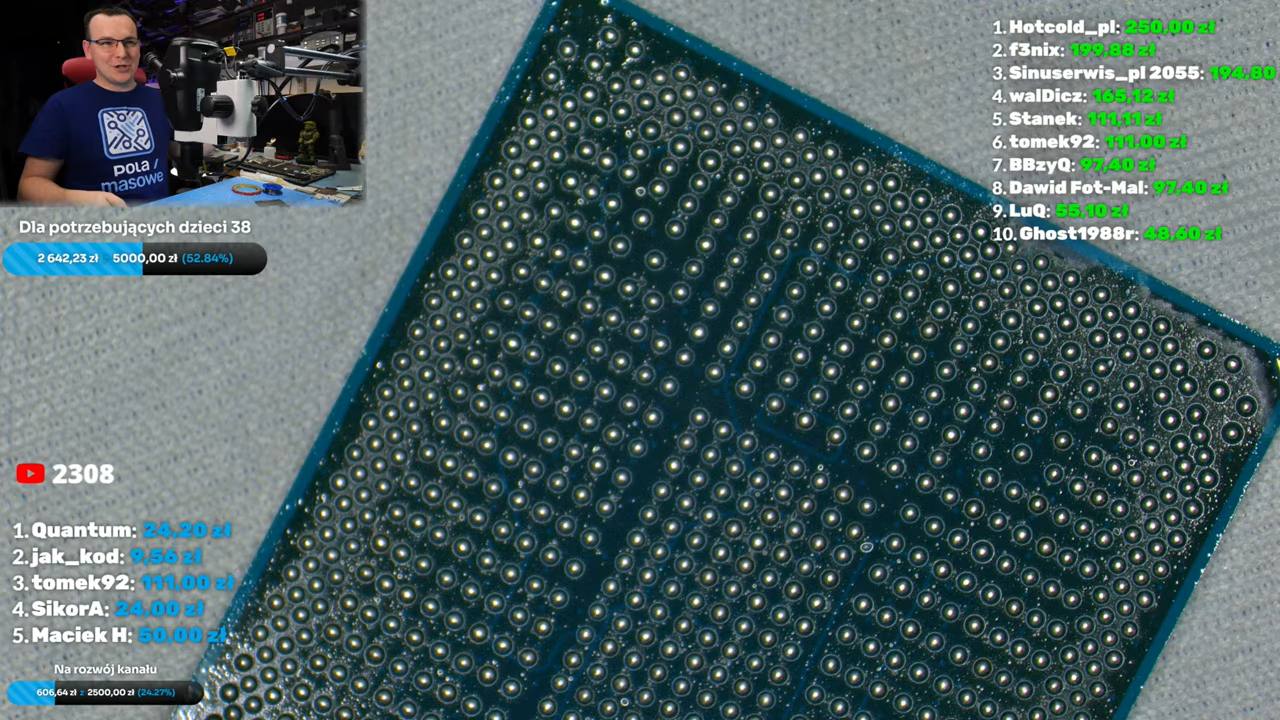 pola /
masowe
Dla potrzebujących dzieci 38
2 642,23 zł 5000,00 zł (52.84%)
2308
1. Quantum: 24,20 zł
2. jak_kod: 9,56 zł
3. tomek92: 111,00 zł
4. SikorA: 24,00 zł
5. Maciek H: 50,00 zł
Na rozwój kanału
606,64 zł z 2500,00 zł (24.27%)
1. Hotcold_pl: 250,00 zł
2. f3nix: 199,88 zł
3. Sinuserwis_pl 2055: 194,80
4. walDicz: 165,12 zł
5. Stanek: 111,11 zł
6. tomek92: 111,00 zł
7. BBzyQ: 97,40 zł
8. Dawid Fot-Mal: 97,40 zł
9. LuQ: 55,10 zł
10. Ghost1988r: 48,60 zł